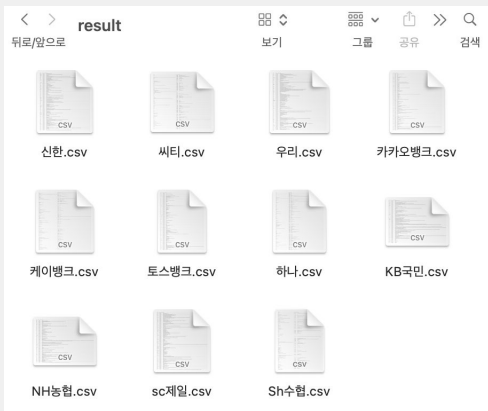 result
뒤로/앞으로 보기 그룹 공유 검색
CSV CSV CSV CSV
신한.csv 씨티.csv 우리.csv 카카오뱅크.csv
CSV CSV CSV CSV
케이뱅크.csv 토스뱅크.csv 하나.csv KB국민.csv
CSV CSV CSV
NH농협.csv sc제일.csv Sh수협.csv